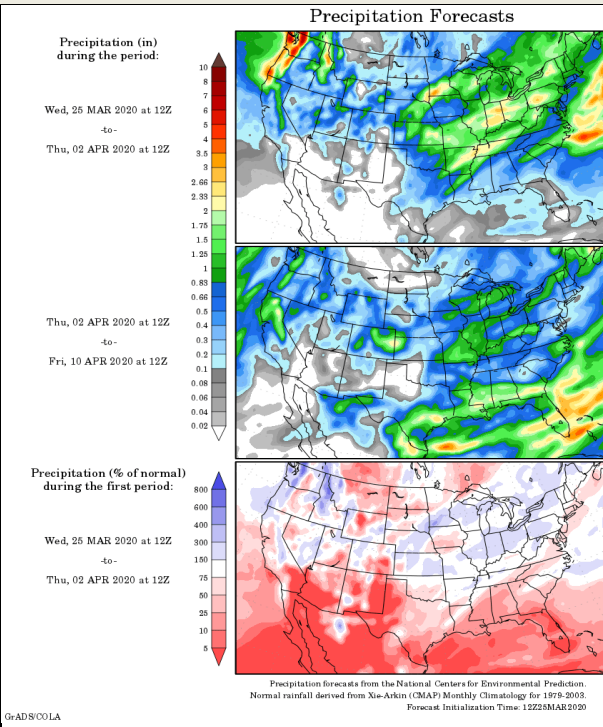 Precipitation Forecasts
Precipitation (in)
during the period:
Wed, 25 MAR 2020 at 12Z
-to-
Thu, 02 APR 2020 at 12Z
10
8
7
6
5
4
3.5
3
2.66
2.33
2
1.75
1.5
1.25
1
0.83
0.66
0.5
0.4
0.3
0.2
0.1
0.08
0.06
0.04
0.02
Thu, 02 APR 2020 at 12Z
-to-
Fri, 10 APR 2020 at 12Z
Precipitation (% of normal)
during the first period:
Wed, 25 MAR 2020 at 12Z
-to-
Thu, 02 APR 2020 at 12Z
800
600
400
300
150
75
50
25
10
5
Precipitation forecasts from the National Centers for Environmental Prediction.
Normal rainfall derived from Xie-Arkin (CMAP) Monthly Climatology for 1979-2003.
Forecast Initialization Time: 12Z25MAR2020
GrADS/COLA